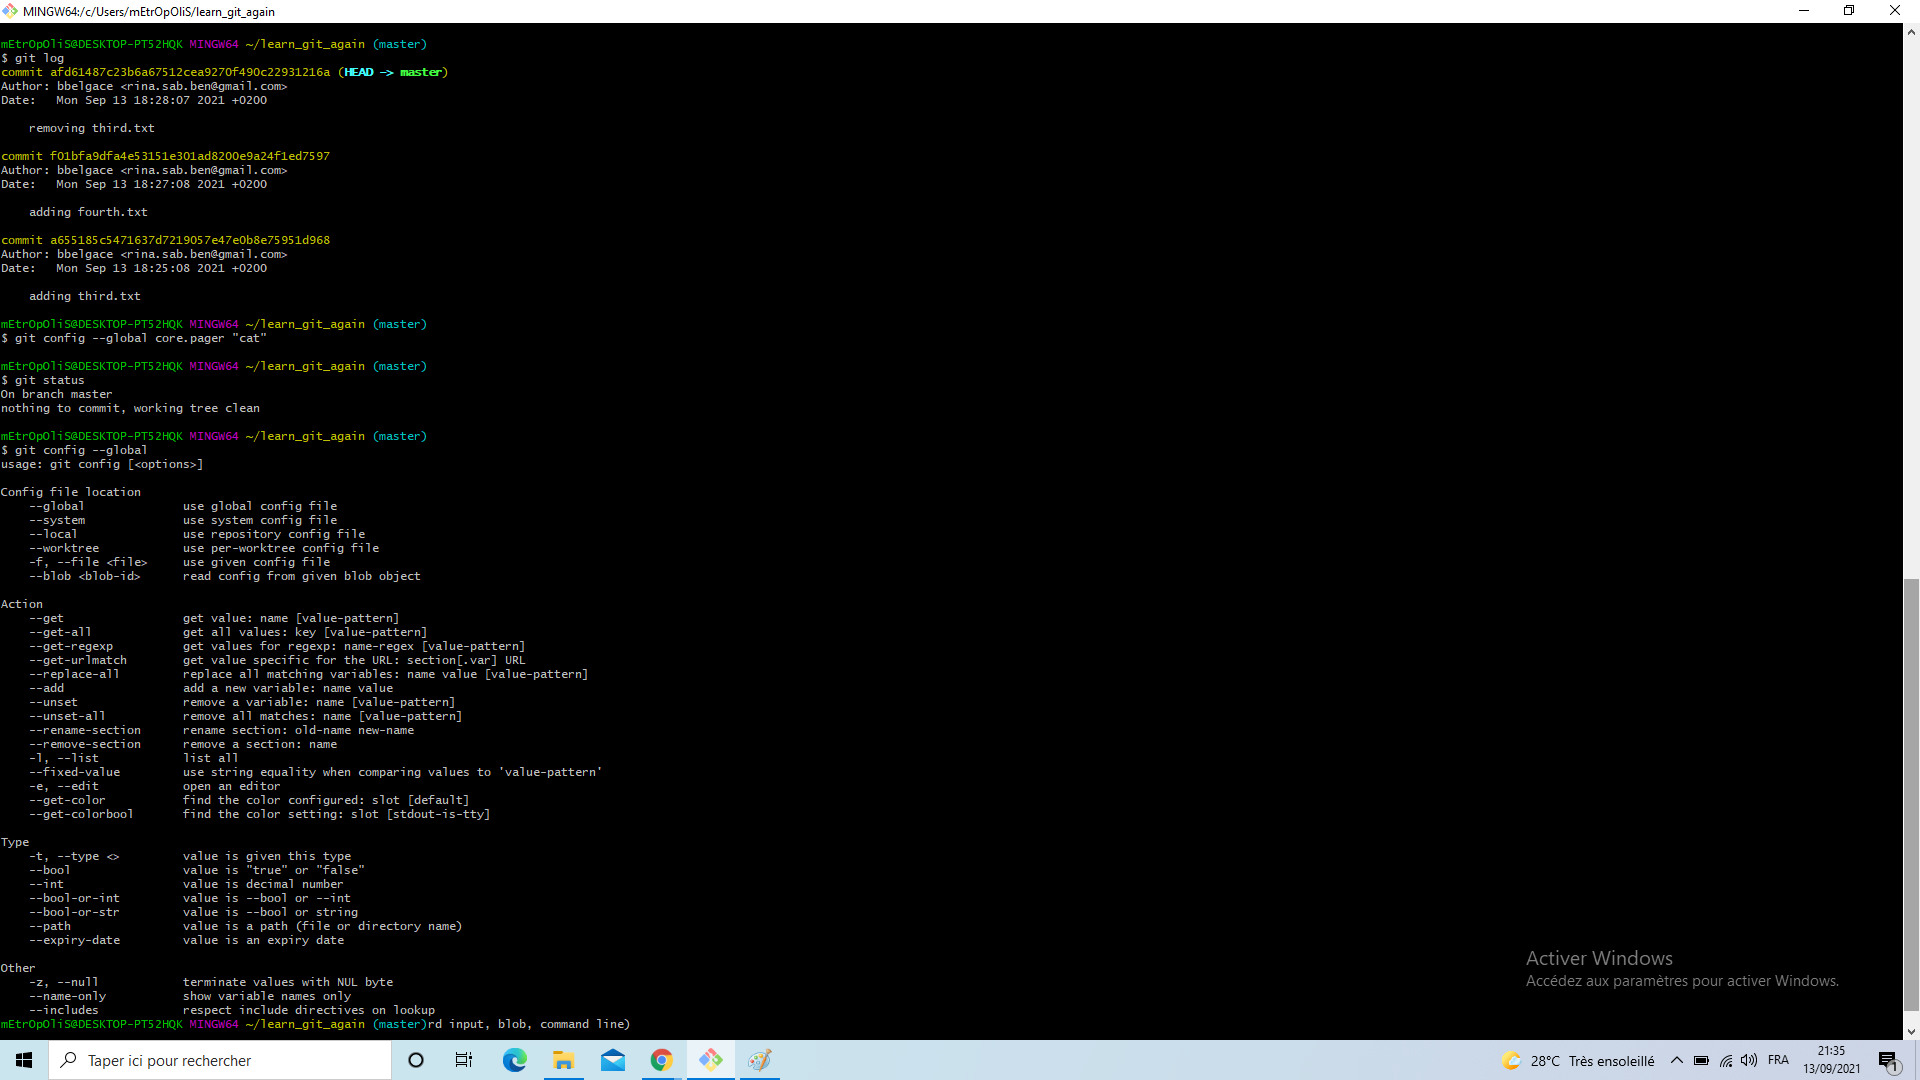 MINGW64:/c/Users/mEtrOpOliS/learn_git_again
mEtrOpOliS@DESKTOP-PT52HQK MINGW64 ~/learn_git_again (master)
$ git log
commit afd61487c23b6a67512cea9270f490c22931216a (HEAD -> master)
Author: bbelgace <rina.sab.ben@gmail.com>
Date:   Mon Sep 13 18:28:07 2021 +0200
removing third.txt
commit f01bfa9dfa4e53151e301ad8200e9a24f1ed7597
Author: bbelgace <rina.sab.ben@gmail.com>
Date:   Mon Sep 13 18:27:08 2021 +0200
adding fourth.txt
commit a655185c5471637d7219057e47e0b8e75951d968
Author: bbelgace <rina.sab.ben@gmail.com>
Date:   Mon Sep 13 18:25:08 2021 +0200
adding third.txt
mEtrOpOliS@DESKTOP-PT52HQK MINGW64 ~/learn_git_again (master)
$ git config --global core.pager "cat"
mEtrOpOliS@DESKTOP-PT52HQK MINGW64 ~/learn_git_again (master)
$ git status
On branch master
nothing to commit, working tree clean
mEtrOpOliS@DESKTOP-PT52HQK MINGW64 ~/learn_git_again (master)
$ git config --global
usage: git config [<options>]
Config file location
--global              use global config file
--system              use system config file
--local               use repository config file
--worktree            use per-worktree config file
-f, --file <file>     use given config file
--blob <blob-id>      read config from given blob object
Action
--get                 get value: name [value-pattern]
--get-all             get all values: key [value-pattern]
--get-regexp          get values for regexp: name-regex [value-pattern]
--get-urlmatch        get value specific for the URL: section[.var] URL
--replace-all         replace all matching variables: name value [value-pattern]
--add                 add a new variable: name value
--unset               remove a variable: name [value-pattern]
--unset-all           remove all matches: name [value-pattern]
--rename-section      rename section: old-name new-name
--remove-section      remove a section: name
-l, --list            list all
--fixed-value         use string equality when comparing values to 'value-pattern'
-e, --edit            open an editor
--get-color           find the color configured: slot [default]
--get-colorbool       find the color setting: slot [stdout-is-tty]
Type
-t, --type <>         value is given this type
--bool                value is "true" or "false"
--int                 value is decimal number
--bool-or-int         value is --bool or --int
--bool-or-str         value is --bool or string
--path                value is a path (file or directory name)
--expiry-date         value is an expiry date
Other
-z, --null            terminate values with NUL byte
--name-only           show variable names only
--includes            respect include directives on lookup
mEtrOpOliS@DESKTOP-PT52HQK MINGW64 ~/learn_git_again (master)rd input, blob, command line)
Activer Windows
Accédez aux paramètres pour activer Windows.
Taper ici pour rechercher
28°C Très ensoleillé
FRA
21:35
13/09/2021
1